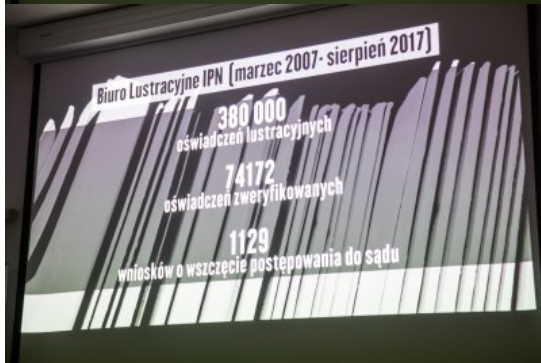 Biuro Lustracyjne IPN (marzec 2007- sierpień 2017)
380 000
oświadczeń lustracyjnych
74172
oświadczeń zweryfikowanych
1129
wniosków o wszczęcie postępowania do sądu